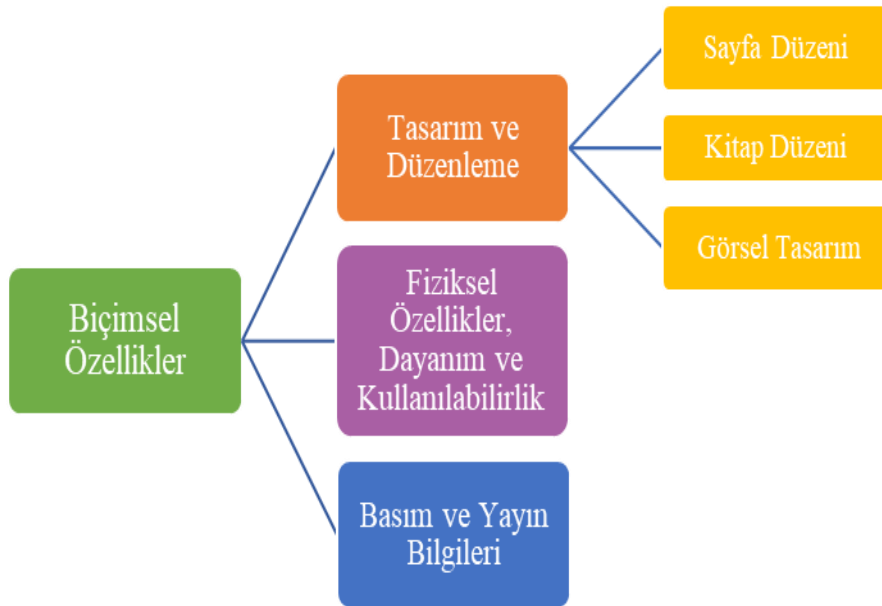 Biçimsel
Özellikler
Tasarım ve
Düzenleme
Sayfa Düzeni
Kitap Düzeni
Görsel Tasarım
Fiziksel
Özellikler,
Dayanım ve
Kullanılabilirlik
Basım ve Yayın
Bilgileri